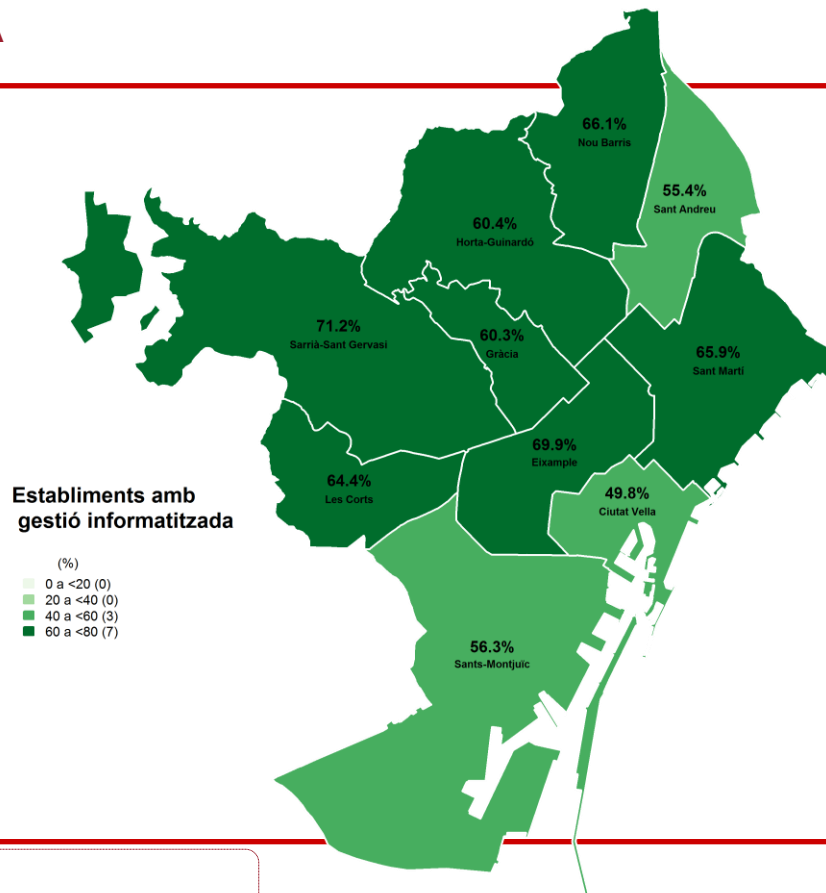 66.1%
Nou Barris
55.4%
Sant Andreu
60.4%
Horta-Guinardó
71.2%
Sarrià-Sant Gervasi
60.3%
Gràcia
65.9%
Sant Martí
69.9%
Eixample
64.4%
Les Corts
49.8%
Ciutat Vella
Establiments amb
gestió informatitzada
(%)
0 a <20 (0)
20 a <40 (0)
40 a <60 (3)
60 a <80 (7)
56.3%
Sants-Montjuïc